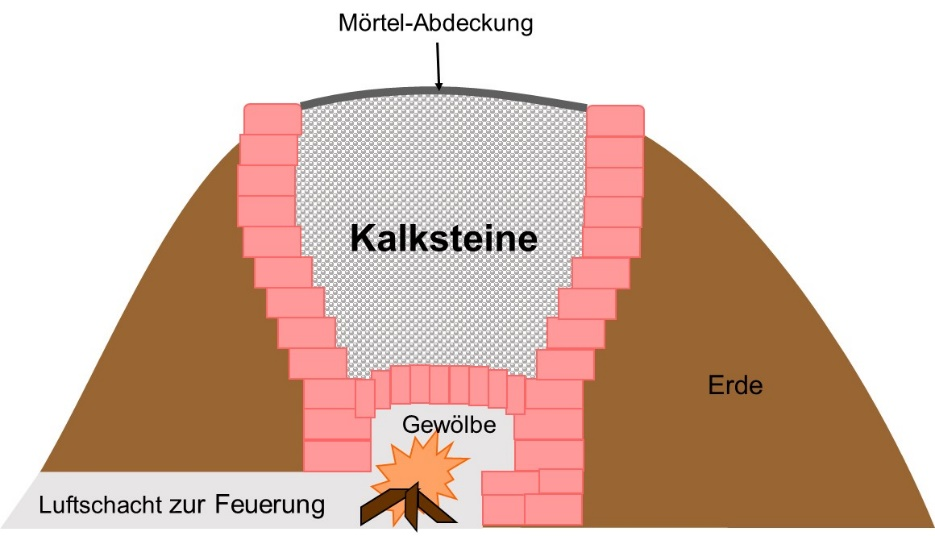 Mörtel-Abdeckung
Kalksteine
Erde
Gewölbe
Luftschacht zur Feuerung